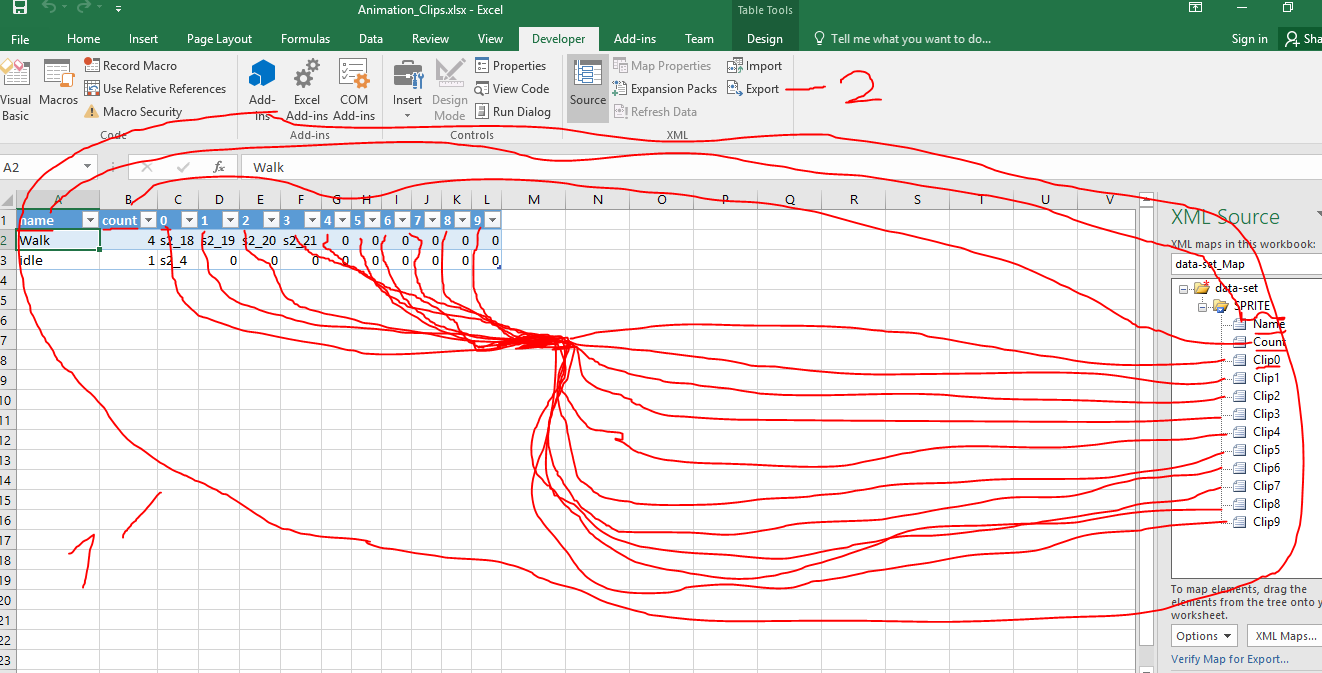 Animation_Clips.xlsx - Excel
Table Tools
File Home Insert Page Layout Formulas Data Review View Developer Add-ins Team Design Tell me what you want to do... Sign in Sha
Visual Basic
Macros
Record Macro
Use Relative References
Macro Security
Code
Add-ins
Excel Add-ins
COM Add-ins
Add-ins
Insert
Design Mode
Properties
View Code
Run Dialog
Controls
Source
Map Properties
Expansion Packs
Refresh Data
Import
Export
XML
2
A2 fx Walk
A B C D E F G H I J K L M N O P Q R S T U V
1 name count 0 1 2 3 4 5 6 7 8 9
2 Walk 4 s2_18 s2_19 s2_20 s2_21 0 0 0 0 0 0
3 idle 1 s2_4 0 0 0 0 0 0 0 0 0
4
5
6
7
8
9
10
11
12
13
14
15
16
17
18
19
20
21
22
23
1
XML Source
XML maps in this workbook:
data-set_Map
data-set
SPRITE
Name
Count
Clip0
Clip1
Clip2
Clip3
Clip4
Clip5
Clip6
Clip7
Clip8
Clip9
To map elements, drag the
elements from the tree onto y
worksheet.
Options XML Maps...
Verify Map for Export...